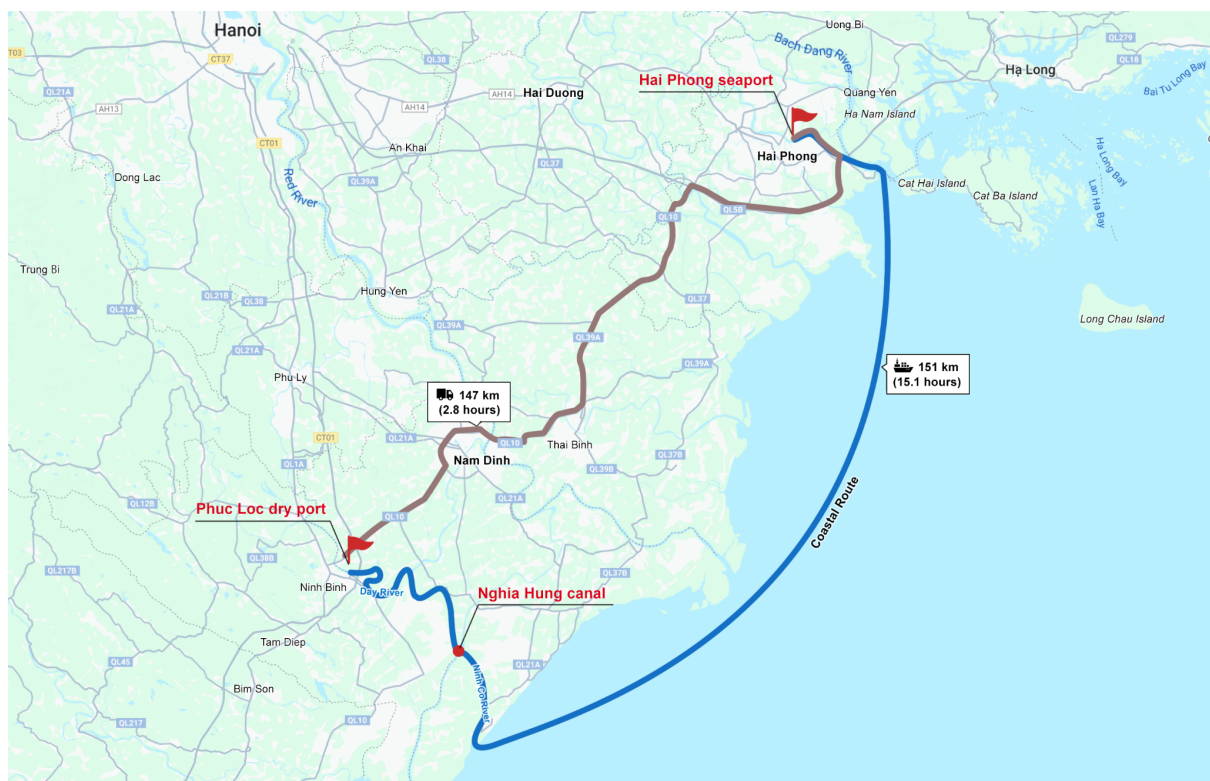 Hanoi
Uong Bi
QL279
QL18
CT03
CT37
QL38
Bach Dang River
Hạ Long
Bai Tu Long Bay
Hai Phong seaport
QL21A
AH13
AH14
AH14
Hai Duong
Quang Yen
Ha Nam Island
CT01
An Khai
Hai Phong
QL37
QL39A
Dong Lac
Red River
Cat Hai Island
Cat Ba Island
Ha Long Bay
Lan Ha Bay
QL10
QL5B
Trung Bi
Hung Yen
QL21A
QL21B
QL38
QL37
Long Chau Island
QL39A
QL39A
QL39A
151 km
(15.1 hours)
Phu Ly
147 km
(2.8 hours)
CT01
QL21A
QL10
Thai Binh
QL1A
Nam Dinh
QL37B
QL39B
QL12B
QL21A
Phuc Loc dry port
QL10
Coastal Route
QL38B
QL217B
QL37B
Ninh Binh
Day River
Nghia Hung canal
Tam Diep
QL45
QL21A
Ninh Co River
Bim Son
QL217
QL10